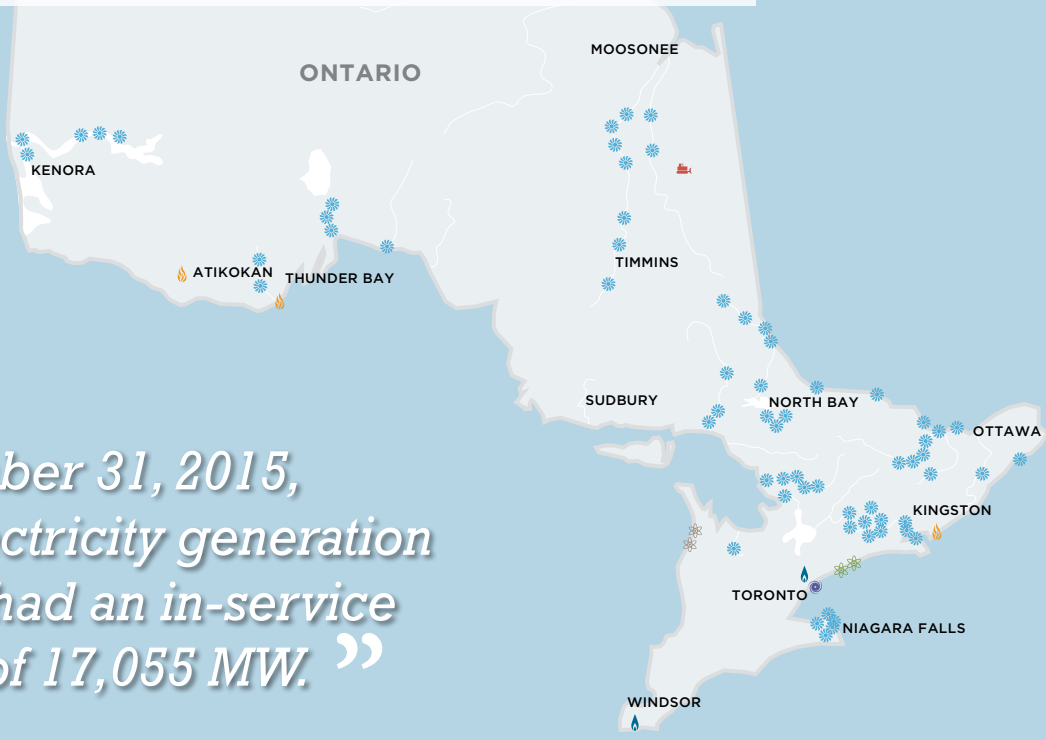 MOOSONEE
ONTARIO
KENORA
ATIKOKAN
THUNDER BAY
TIMMINS
SUDBURY
NORTH BAY
OTTAWA
KINGSTON
TORONTO
NIAGARA FALLS
WINDSOR
ber 31, 2015,
ctricity generation
had an in-service
of 17,055 MW. ”